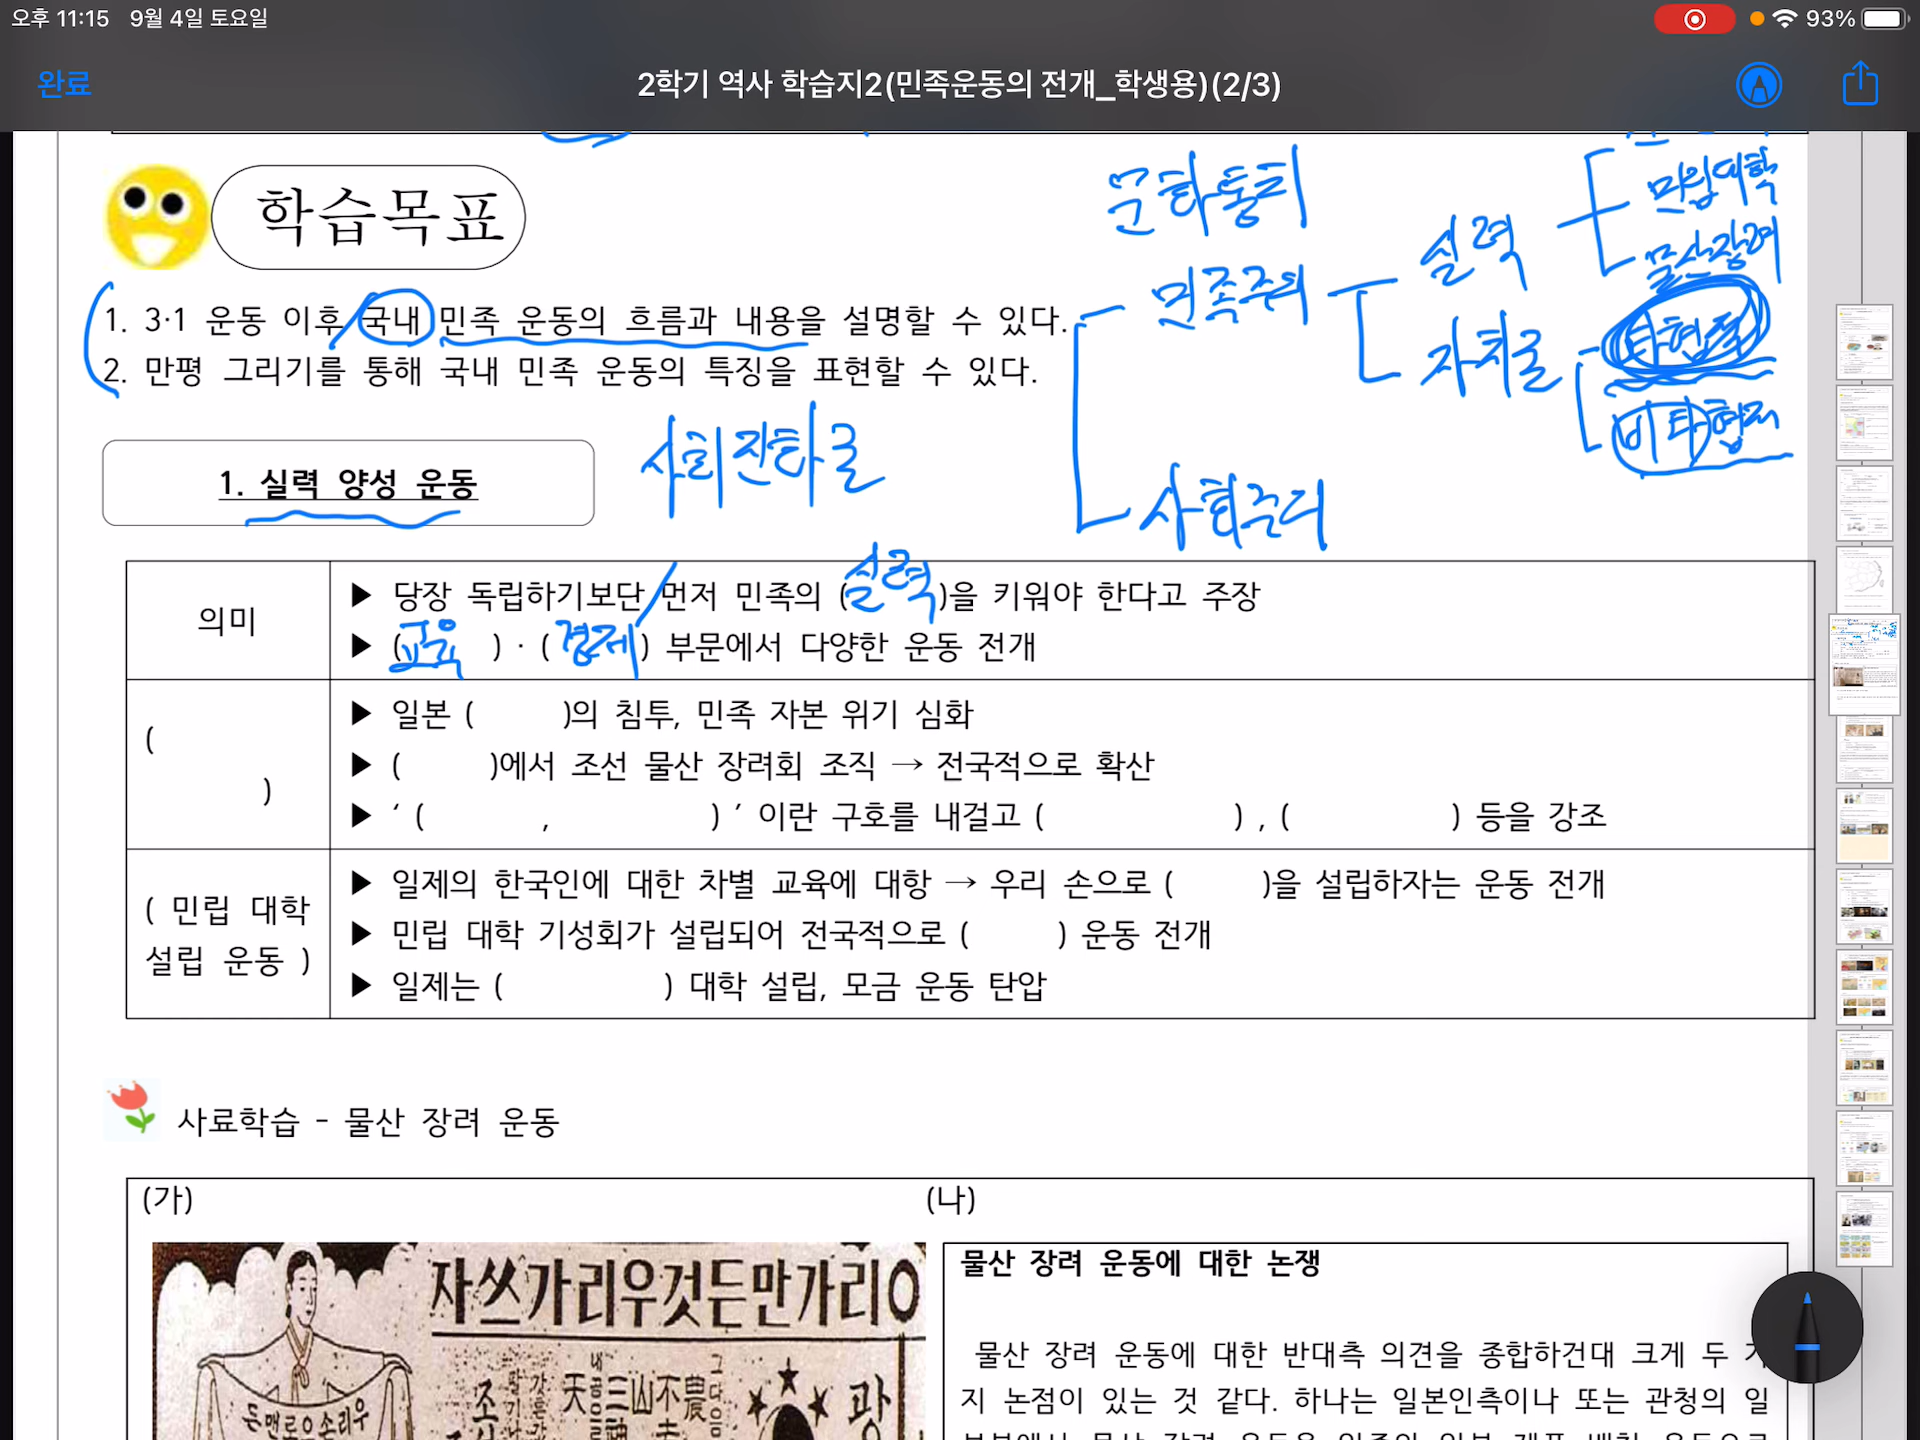 오후 11:15 9월 4일 토요일
93%
완료
2학기 역사 학습지2(민족운동의 전개_학생용)(2/3)
학습목표
1. 3·1 운동 이후 국내 민족 운동의 흐름과 내용을 설명할 수 있다.
2. 만평 그리기를 통해 국내 민족 운동의 특징을 표현할 수 있다.
문화통치
민족주의
실력
민립대학
물산장려
자치론
타협적
비타협적
사회진화론
사회주의
1. 실력 양성 운동
의미
▶ 당장 독립하기보단 먼저 민족의 (실력)을 키워야 한다고 주장
▶ (교육 ) · (경제) 부문에서 다양한 운동 전개
( )
▶ 일본 ( )의 침투, 민족 자본 위기 심화
▶ ( )에서 조선 물산 장려회 조직 → 전국적으로 확산
▶ ‘ ( , ) ’ 이란 구호를 내걸고 ( ) , ( ) 등을 강조
( 민립 대학
설립 운동 )
▶ 일제의 한국인에 대한 차별 교육에 대항 → 우리 손으로 ( )을 설립하자는 운동 전개
▶ 민립 대학 기성회가 설립되어 전국적으로 ( ) 운동 전개
▶ 일제는 ( ) 대학 설립, 모금 운동 탄압
사료학습 - 물산 장려 운동
(가)
(나)
자쓰가리우것든만가리
든맨로으손리우
물산 장려 운동에 대한 논쟁
물산 장려 운동에 대한 반대측 의견을 종합하건대 크게 두 가
지 논점이 있는 것 같다. 하나는 일본인측이나 또는 관청의 일